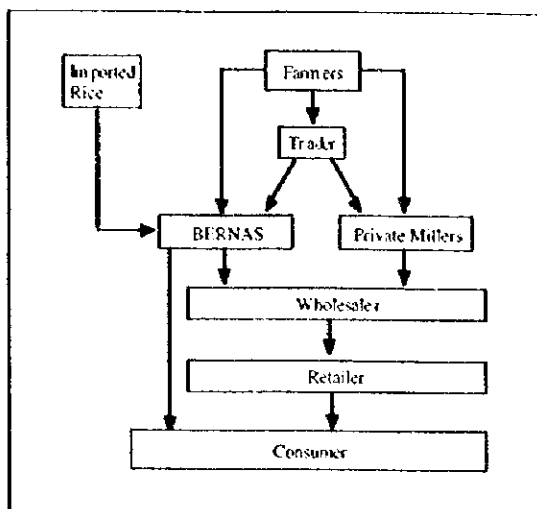 Imported
Rice
Farmers
Trader
BERNAS
Private Millers
Wholesaler
Retailer
Consumer